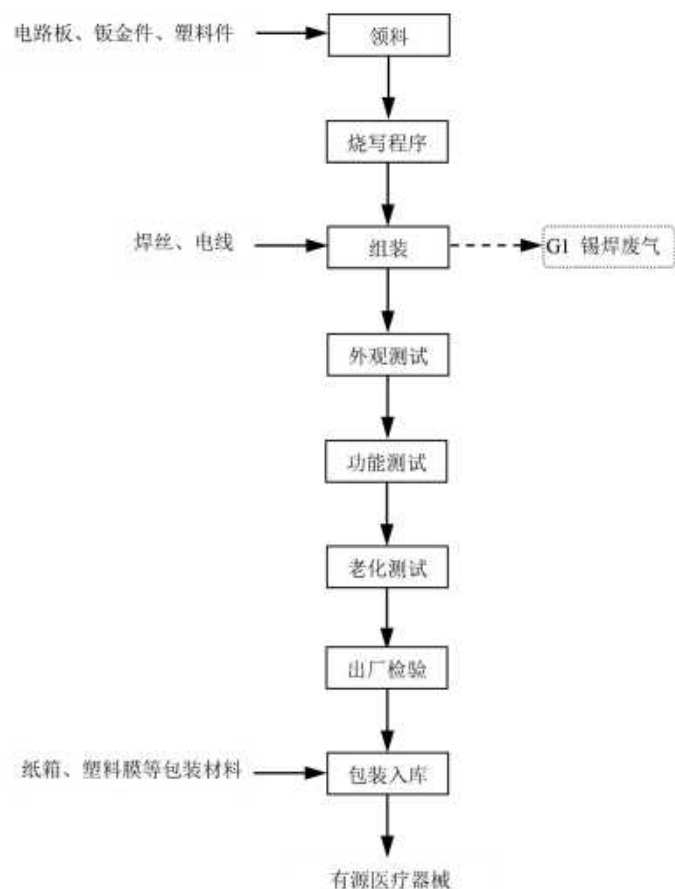 电路板、钣金件、塑料件
领料
烧写程序
焊丝、电线
组装
G1 锡焊废气
外观测试
功能测试
老化测试
出厂检验
纸箱、塑料膜等包装材料
包装入库
有源医疗器械